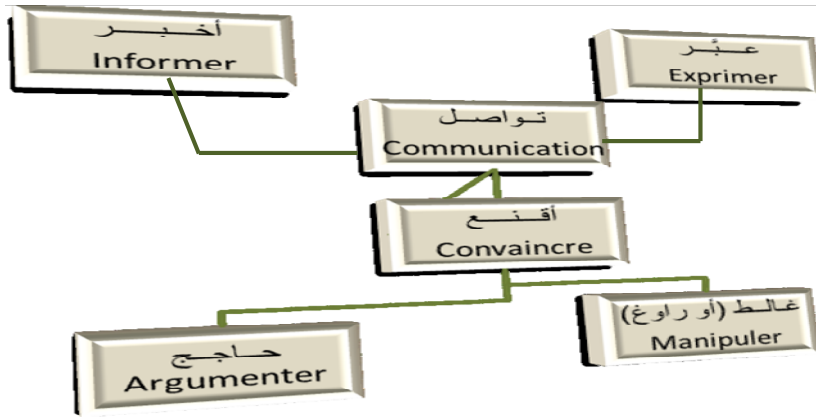 أخبر
Informer
عبَّر
Exprimer
تواصل
Communication
أقنع
Convaincre
حاجج
Argumenter
غالط (أو راوغ)
Manipuler